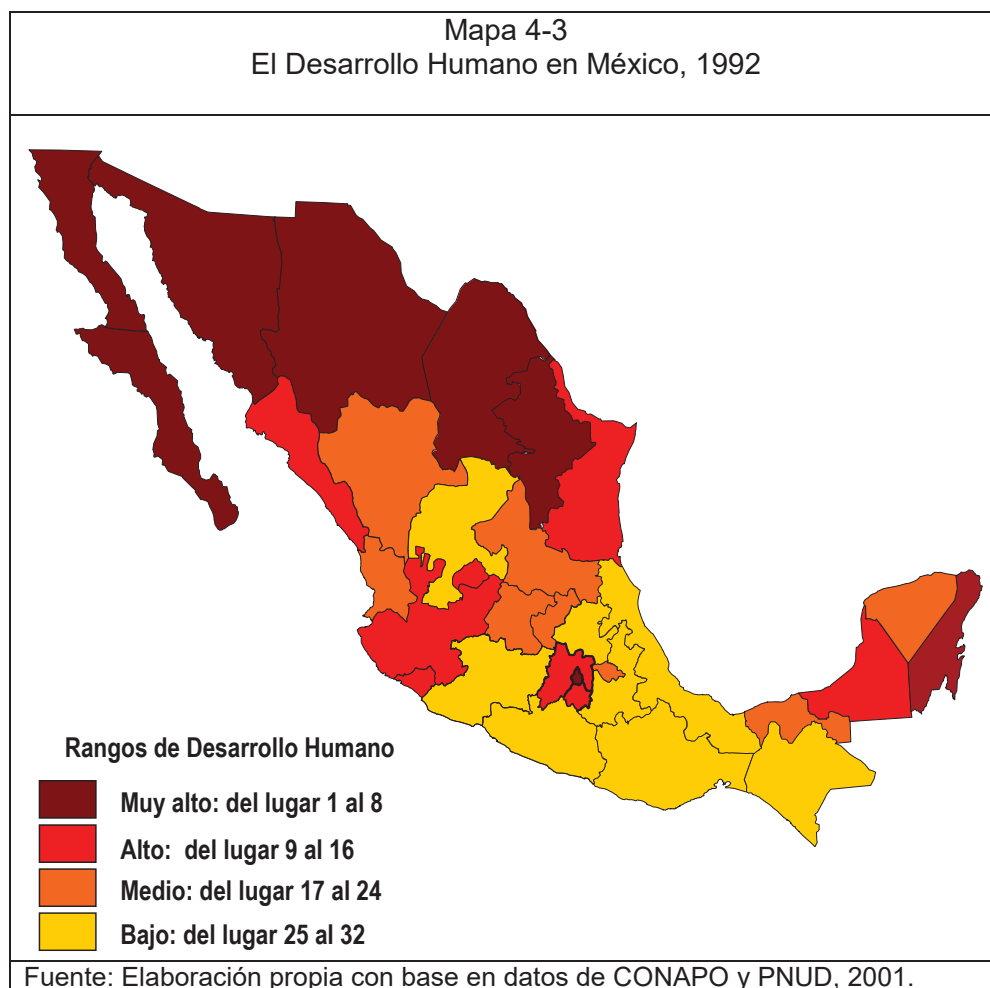 Mapa 4-3
El Desarrollo Humano en México, 1992
Rangos de Desarrollo Humano
Muy alto: del lugar 1 al 8
Alto:  del lugar 9 al 16
Medio: del lugar 17 al 24
Bajo: del lugar 25 al 32
Fuente: Elaboración propia con base en datos de CONAPO y PNUD, 2001.